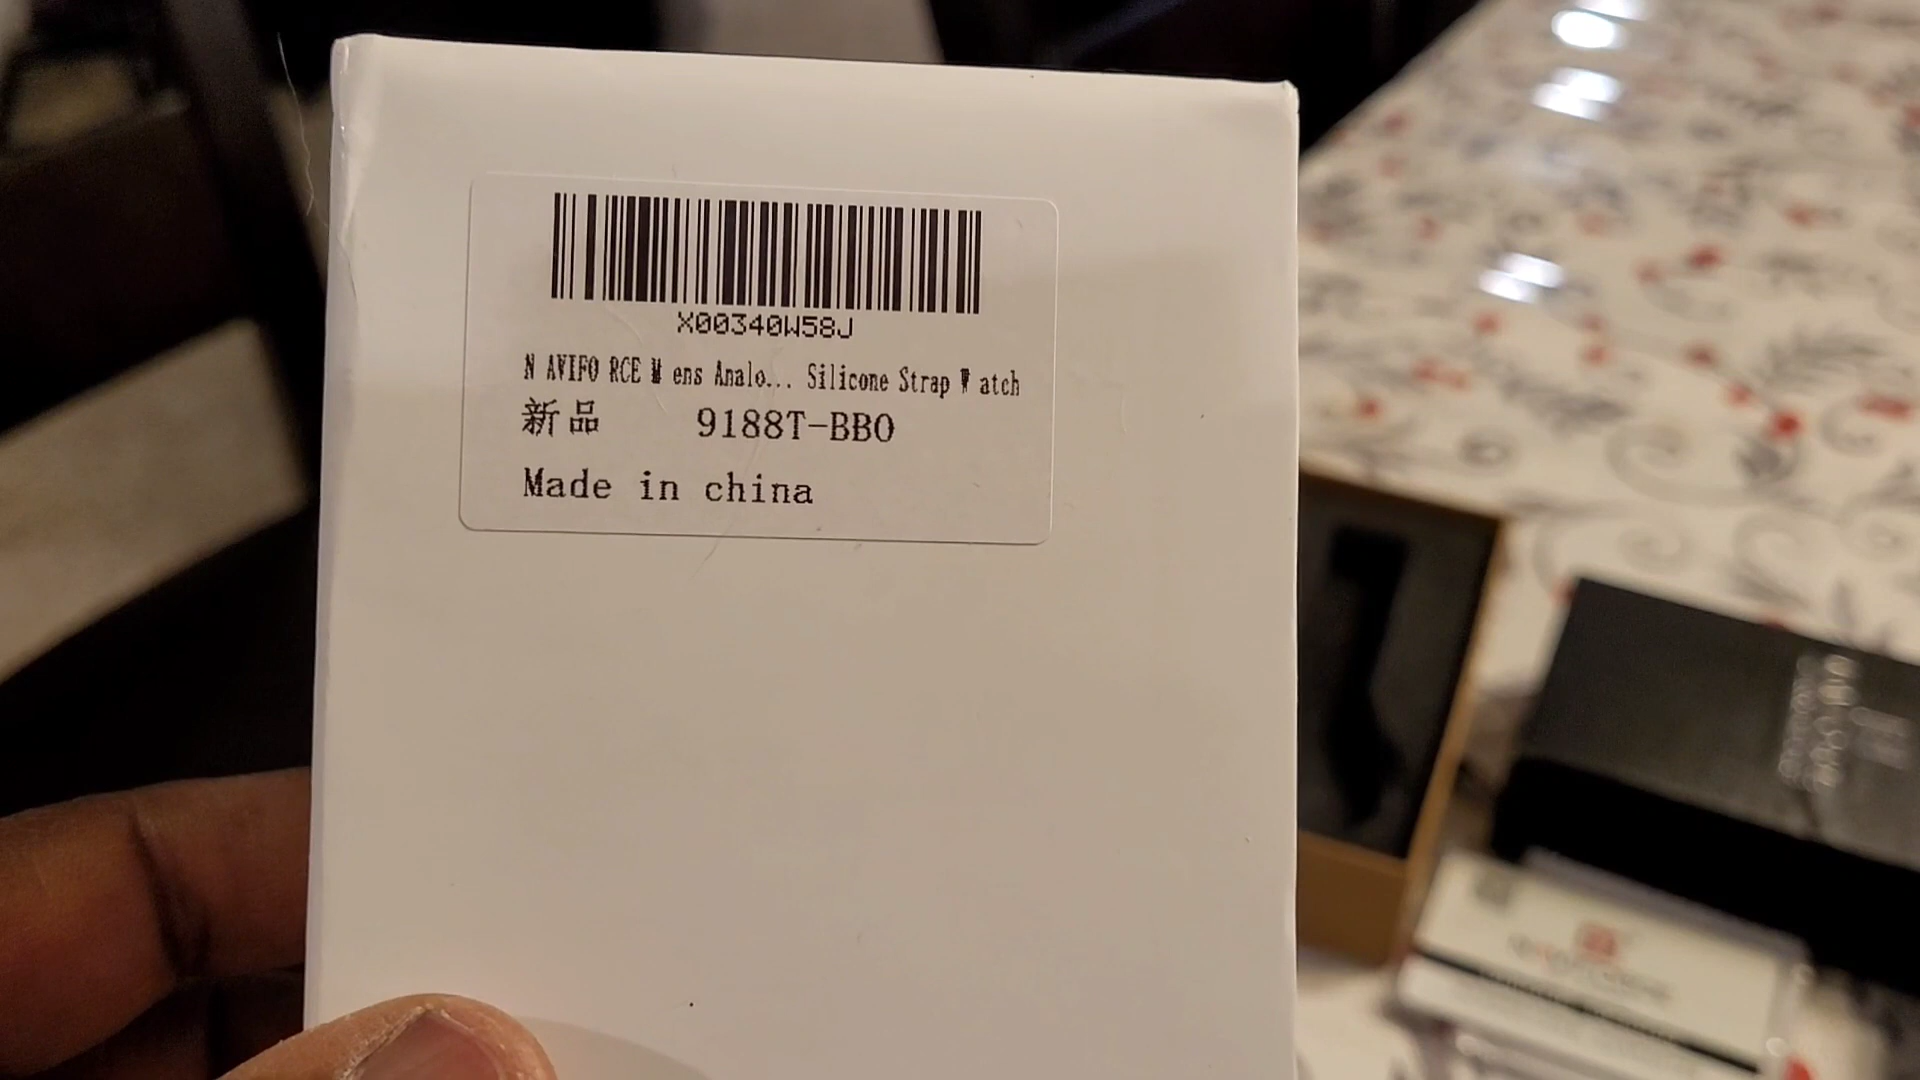 X00340W58J
N AVIFO RCE M ens Analo... Silicone Strap W atch
新品 9188T-BBO
Made in china